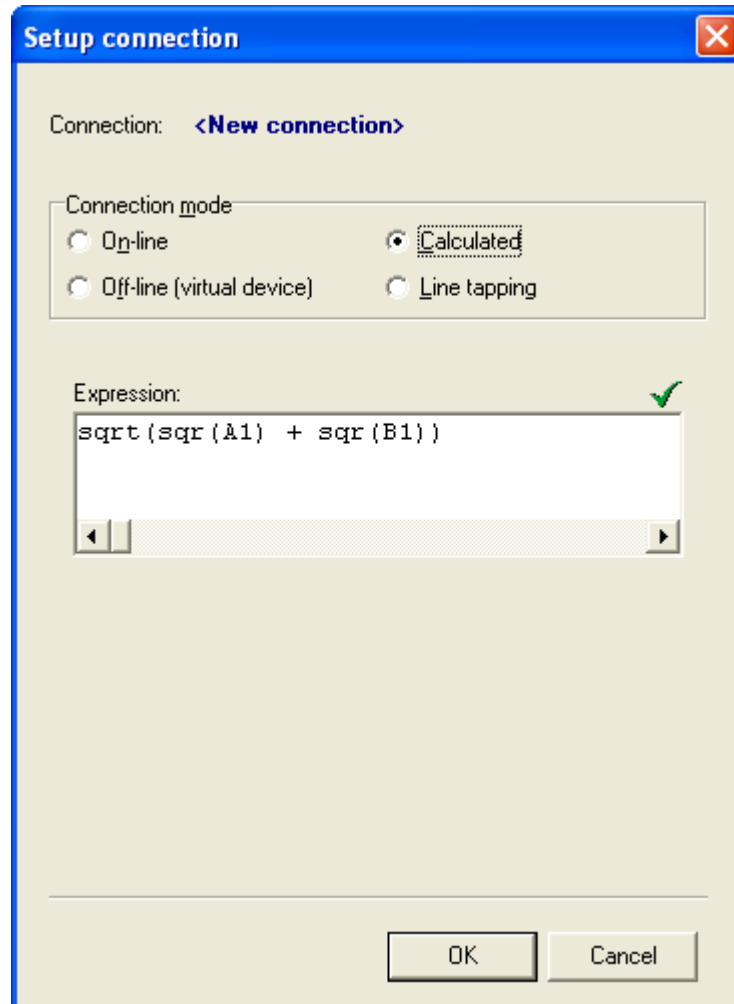 Setup connection
Connection: <New connection>
Connection mode
On-line
Calculated
Off-line (virtual device)
Line tapping
Expression:
sqrt(sqr(A1) + sqr(B1))
OK
Cancel